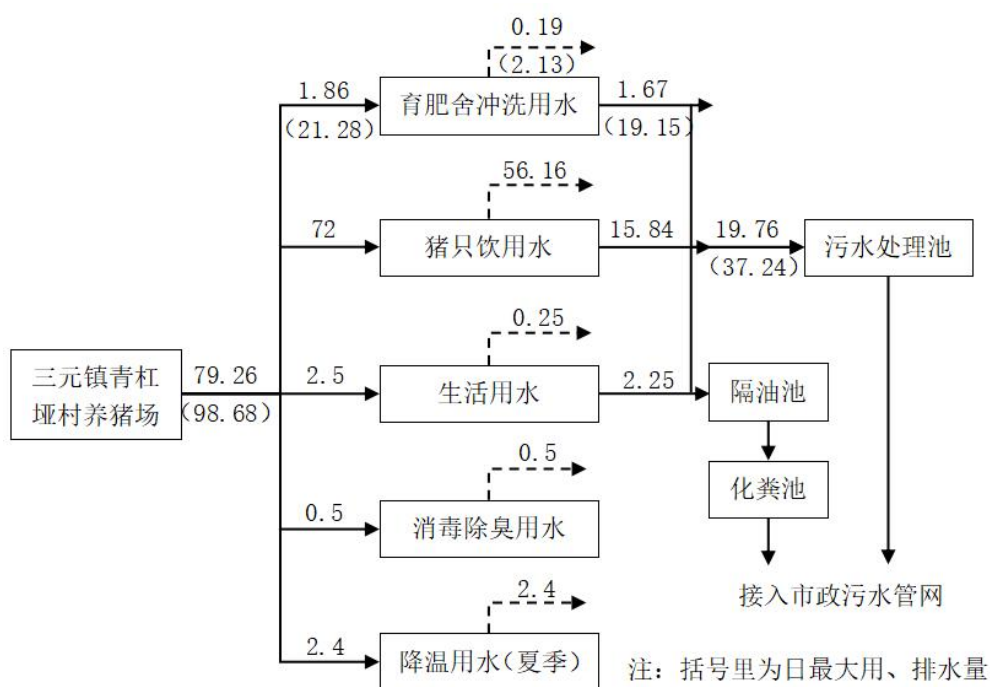 0.19
(2.13)
1.86
(21.28)
育肥舍冲洗用水
1.67
(19.15)
56.16
72
猪只饮用水
15.84
19.76
(37.24)
污水处理池
0.25
三元镇青杠
垭村养猪场
79.26
(98.68)
2.5
生活用水
2.25
隔油池
0.5
化粪池
0.5
消毒除臭用水
接入市政污水管网
2.4
2.4
降温用水(夏季)
注: 括号里为日最大用、排水量